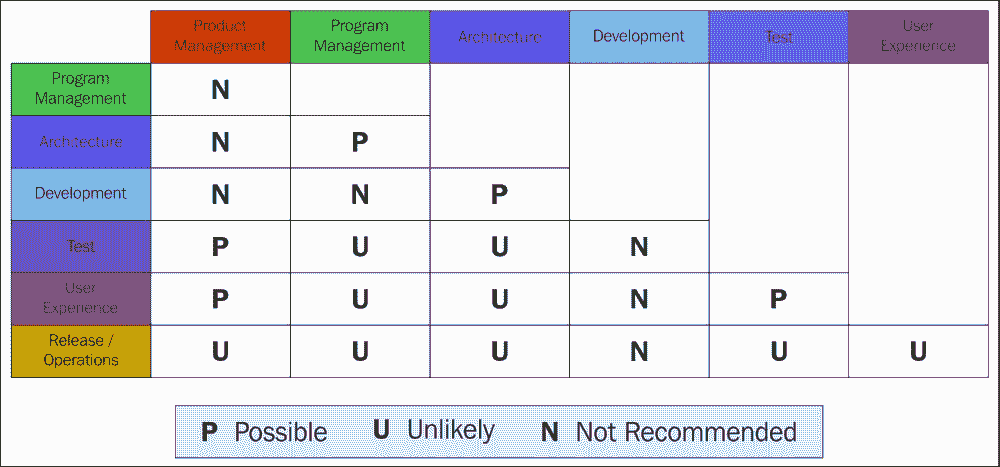 Product Management Program Management Architecture Development Test User Experience
Program Management N
Architecture N P
Development N N P
Test P U U N
User Experience P U U N P
Release / Operations U U U N U U
P Possible U Unlikely N Not Recommended